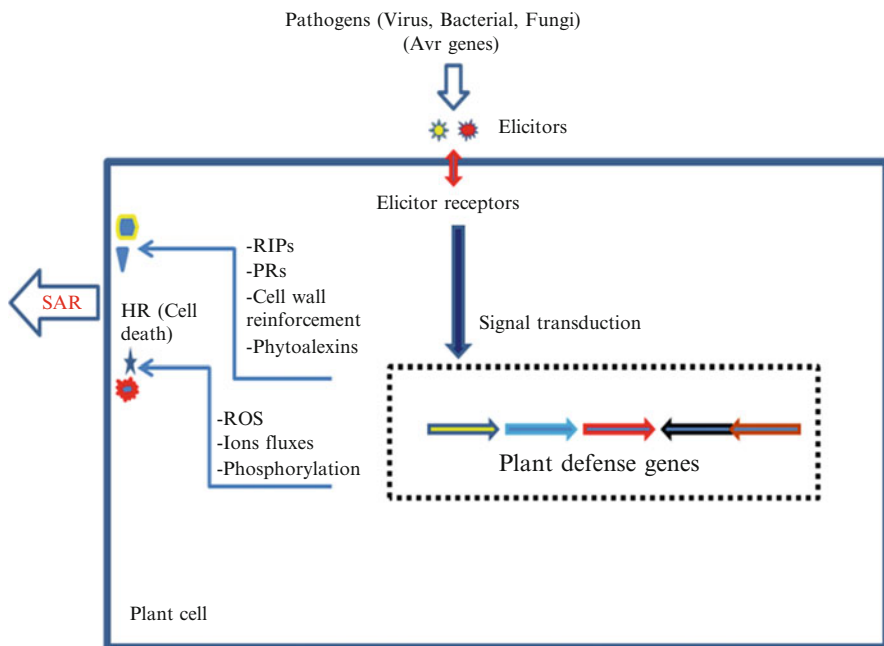 Pathogens (Virus, Bacterial, Fungi)
(Avr genes)
Elicitors
Elicitor receptors
-RIPs
-PRs
-Cell wall
reinforcement
-Phytoalexins
SAR
HR (Cell
death)
Signal transduction
-ROS
-Ions fluxes
-Phosphorylation
Plant defense genes
Plant cell